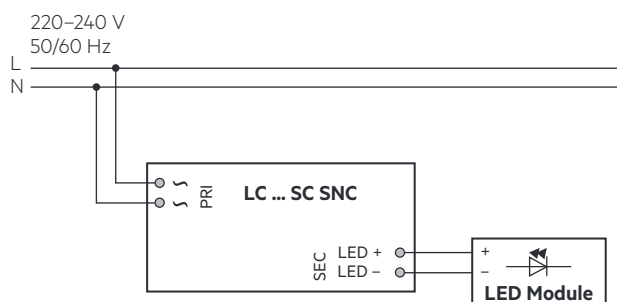 220–240 V
50/60 Hz
L
N
~
~
PRI
LC ... SC SNC
SEC
LED +
LED –
+
–
LED Module